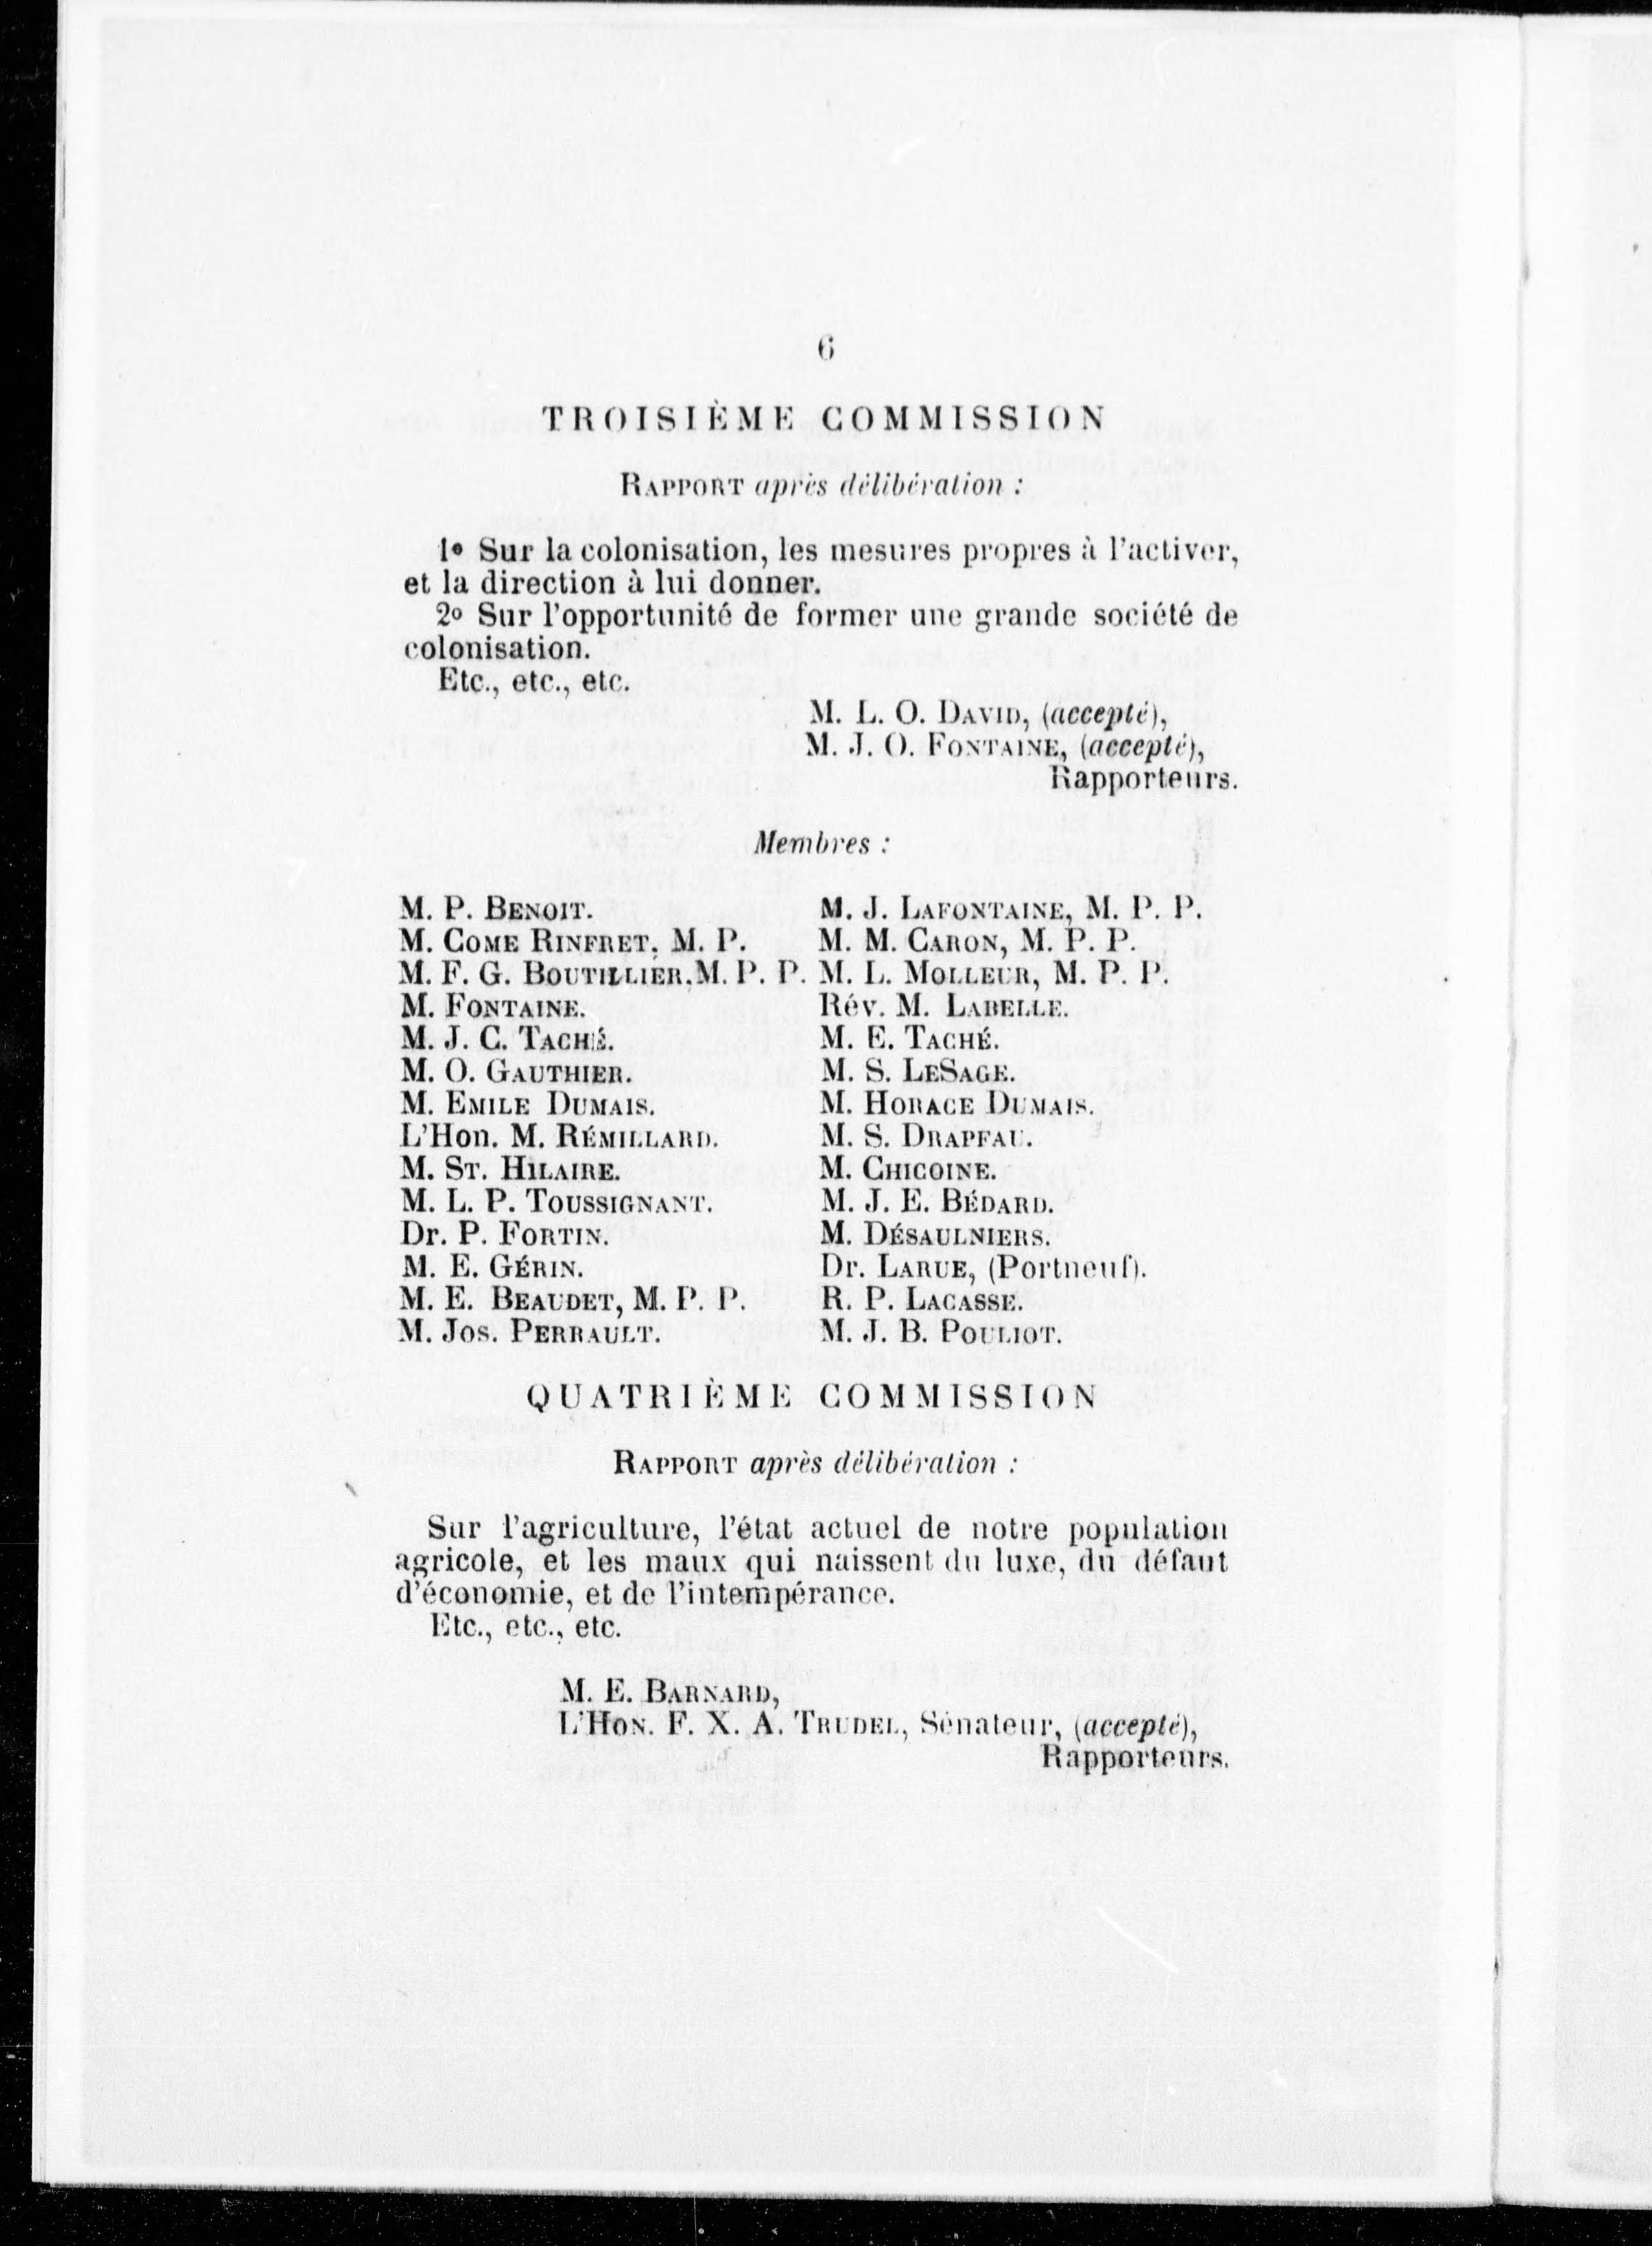 6
TROISIÈME COMMISSION
RAPPORT après délibération :
1º Sur la colonisation, les mesures propres à l'activer,
et la direction à lui donner.
2º Sur l'opportunité de former une grande société de
colonisation.
Etc., etc., etc.
M. L. O. DAVID, (accepté),
M. J. O. FONTAINE, (accepté),
Rapporteurs.
Membres :
M. P. BENOIT.
M. COME RINFRET, M. P.
M. F. G. BOUTILLIER, M. P. P.
M. FONTAINE.
M. J. C. TACHÉ.
M. O. GAUTHIER.
M. EMILE DUMAIS.
L'Hon. M. RÉMILLARD.
M. ST. HILAIRE.
M. L. P. TOUSSIGNANT.
Dr. P. FORTIN.
M. E. GÉRIN.
M. E. BEAUDET, M. P. P.
M. JOS. PERRAULT.
M. J. LAFONTAINE, M. P. P.
M. M. CARON, M. P. P.
M. L. MOLLEUR, M. P. P.
Rév. M. LABELLE.
M. E. TACHÉ.
M. S. LESAGE.
M. HORACE DUMAIS.
M. S. DRAPEAU.
M. CHICOINE.
M. J. E. BÉDARD.
M. DÉSAULNIERS.
Dr. LARUE, (Portneuf).
R. P. LACASSE.
M. J. B. POULIOT.
QUATRIÈME COMMISSION
RAPPORT après délibération :
Sur l'agriculture, l'état actuel de notre population
agricole, et les maux qui naissent du luxe, du défaut
d'économie, et de l'intempérance.
Etc., etc., etc.
M. E. BARNARD,
L'HON. F. X. A. TRUDEL, Sénateur, (accepté),
Rapporteurs.